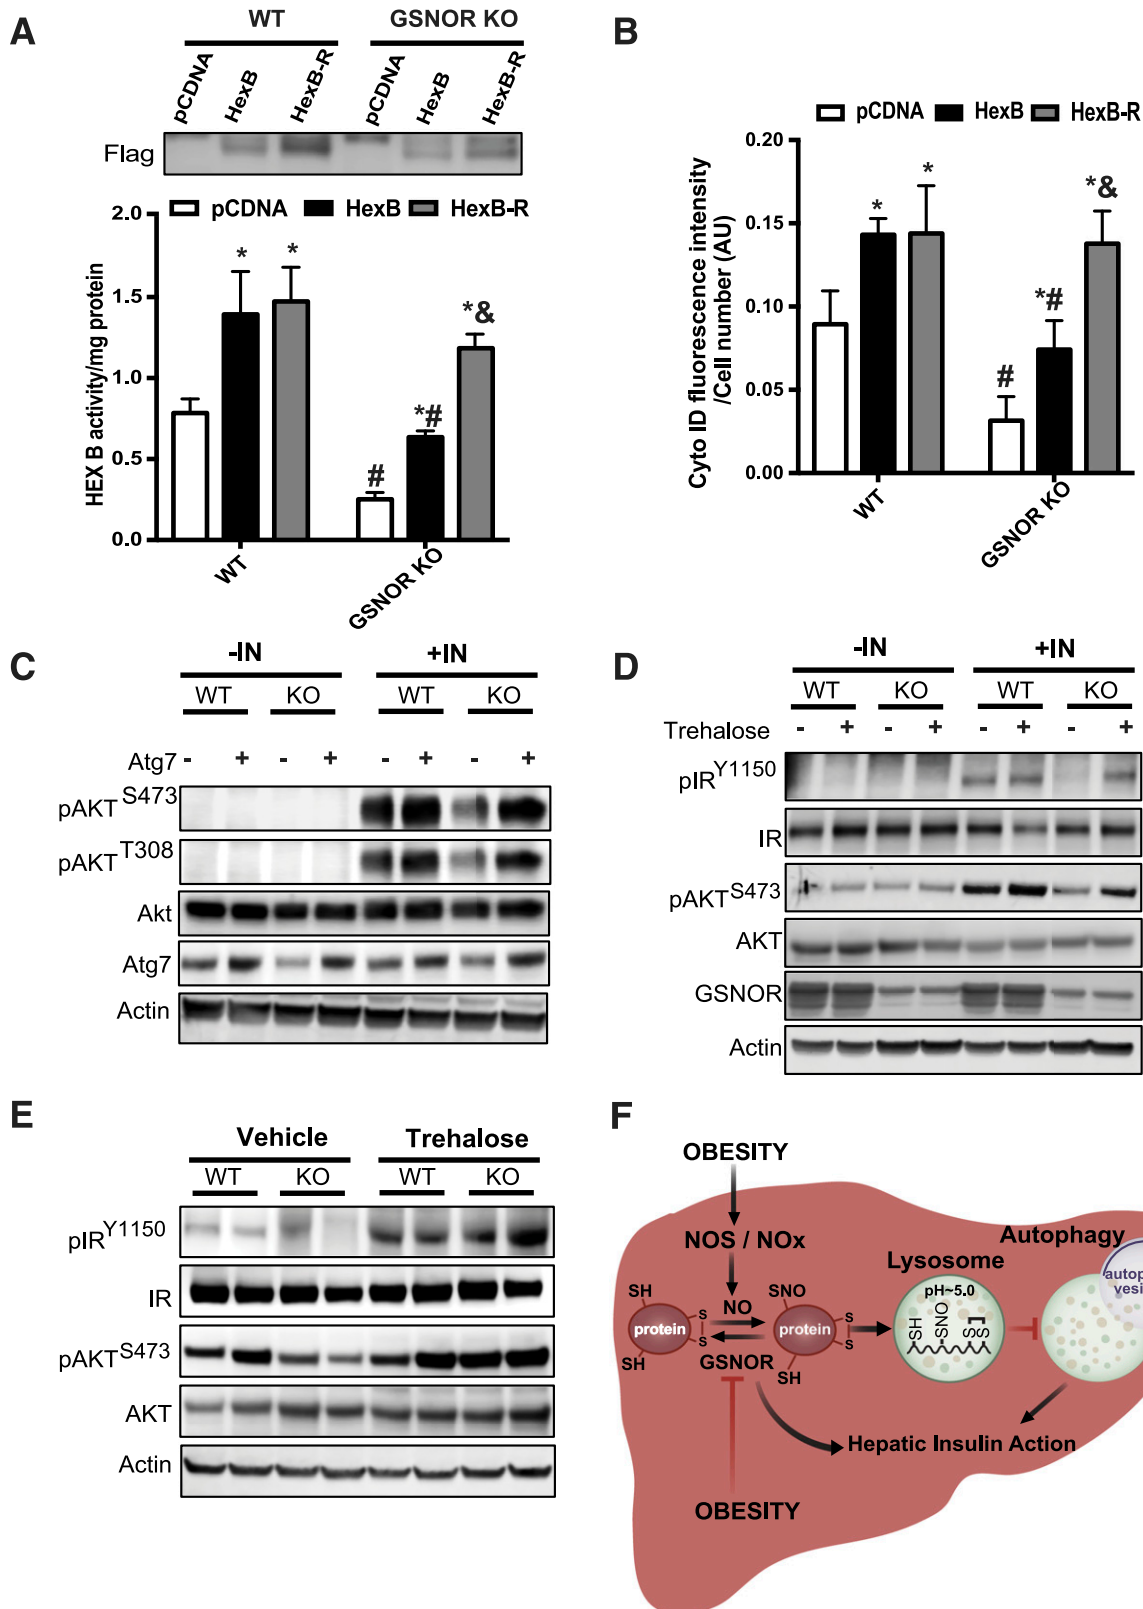 A
WT
GSNOR KO
pCDNA
HexB
HexB-R
pCDNA
HexB
HexB-R
Flag
pCDNA HexB HexB-R
HEX B activity/mg protein
2.0
1.5
1.0
0.5
0.0
*
*
#
*#
*&
WT
GSNOR KO
B
pCDNA HexB HexB-R
Cyto ID fluorescence intensity
/Cell number (AU)
0.20
0.15
0.10
0.05
0.00
*
*
#
*#
*&
WT
GSNOR KO
C
-IN +IN
WT KO WT KO
Atg7 - + - + - + - +
pAKT S473
pAKT T308
Akt
Atg7
Actin
D
-IN +IN
WT KO WT KO
Trehalose - + - + - + - +
pIR Y1150
IR
pAKT S473
AKT
GSNOR
Actin
E
Vehicle Trehalose
WT KO WT KO
pIR Y1150
IR
pAKT S473
AKT
Actin
F
OBESITY
NOS / NOx
NO
SH
protein
S
S
SH
SNO
protein
S
S
SH
GSNOR
Lysosome
pH~5.0
-SH
-SNO
S
S
Autophagy
autop
vesi
Hepatic Insulin Action
OBESITY